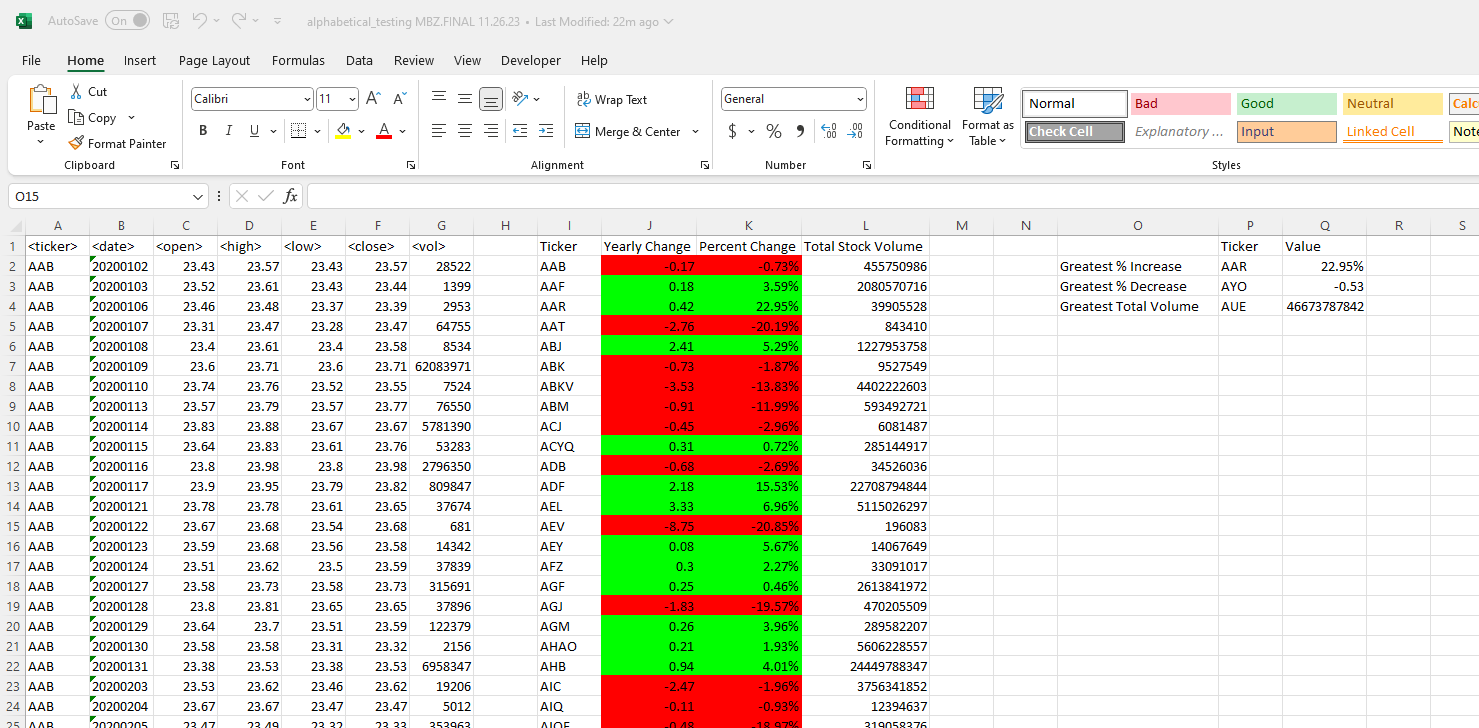 AutoSave On alphabetical_testing MBZ.FINAL 11.26.23 • Last Modified: 22m ago
File Home Insert Page Layout Formulas Data Review View Developer Help
Paste Cut Copy Format Painter Clipboard
Calibri 11 B I U A A A Font
ab Wrap Text Merge & Center Alignment
General $ % Number
Conditional Formatting Format as Table
Normal Bad Good Neutral Calc
Check Cell Explanatory ... Input Linked Cell Note
Styles
O15 fx
A B C D E F G H I J K L M N O P Q R S
1 <ticker> <date> <open> <high> <low> <close> <vol> Ticker Yearly Change Percent Change Total Stock Volume Ticker Value
2 AAB 20200102 23.43 23.57 23.43 23.57 28522 AAB -0.17 -0.73% 455750986 Greatest % Increase AAR 22.95%
3 AAB 20200103 23.52 23.61 23.43 23.44 1399 AAF 0.18 3.59% 2080570716 Greatest % Decrease AYO -0.53
4 AAB 20200106 23.46 23.48 23.37 23.39 2953 AAR 0.42 22.95% 39905528 Greatest Total Volume AUE 46673787842
5 AAB 20200107 23.31 23.47 23.28 23.47 64755 AAT -2.76 -20.19% 843410
6 AAB 20200108 23.4 23.61 23.4 23.58 8534 ABJ 2.41 5.29% 1227953758
7 AAB 20200109 23.6 23.71 23.6 23.71 62083971 ABK -0.73 -1.87% 9527549
8 AAB 20200110 23.74 23.76 23.52 23.55 7524 ABKV -3.53 -13.83% 4402222603
9 AAB 20200113 23.57 23.79 23.57 23.77 76550 ABM -0.91 -11.99% 593492721
10 AAB 20200114 23.83 23.88 23.67 23.67 5781390 ACJ -0.45 -2.96% 6081487
11 AAB 20200115 23.64 23.83 23.61 23.76 53283 ACYQ 0.31 0.72% 285144917
12 AAB 20200116 23.8 23.98 23.8 23.98 2796350 ADB -0.68 -2.69% 34526036
13 AAB 20200117 23.9 23.95 23.79 23.82 809847 ADF 2.18 15.53% 22708794844
14 AAB 20200121 23.78 23.78 23.61 23.65 37674 AEL 3.33 6.96% 5115026297
15 AAB 20200122 23.67 23.68 23.54 23.68 681 AEV -8.75 -20.85% 196083
16 AAB 20200123 23.59 23.68 23.56 23.58 14342 AEY 0.08 5.67% 14067649
17 AAB 20200124 23.51 23.62 23.5 23.59 37839 AFZ 0.3 2.27% 33091017
18 AAB 20200127 23.58 23.73 23.58 23.73 315691 AGF 0.25 0.46% 2613841972
19 AAB 20200128 23.8 23.81 23.65 23.65 37896 AGJ -1.83 -19.57% 470205509
20 AAB 20200129 23.64 23.7 23.51 23.59 122379 AGM 0.26 3.96% 289582207
21 AAB 20200130 23.58 23.58 23.31 23.32 2156 AHAO 0.21 1.93% 5606228557
22 AAB 20200131 23.38 23.53 23.38 23.53 6958347 AHB 0.94 4.01% 24449788347
23 AAB 20200203 23.53 23.62 23.46 23.62 19206 AIC -2.47 -1.96% 3756341852
24 AAB 20200204 23.67 23.67 23.47 23.47 5012 AIQ -0.11 -0.93% 12394637
25 AAB 20200205 23.47 23.49 23.32 23.33 353963 -0.48 -18.97% 319058376